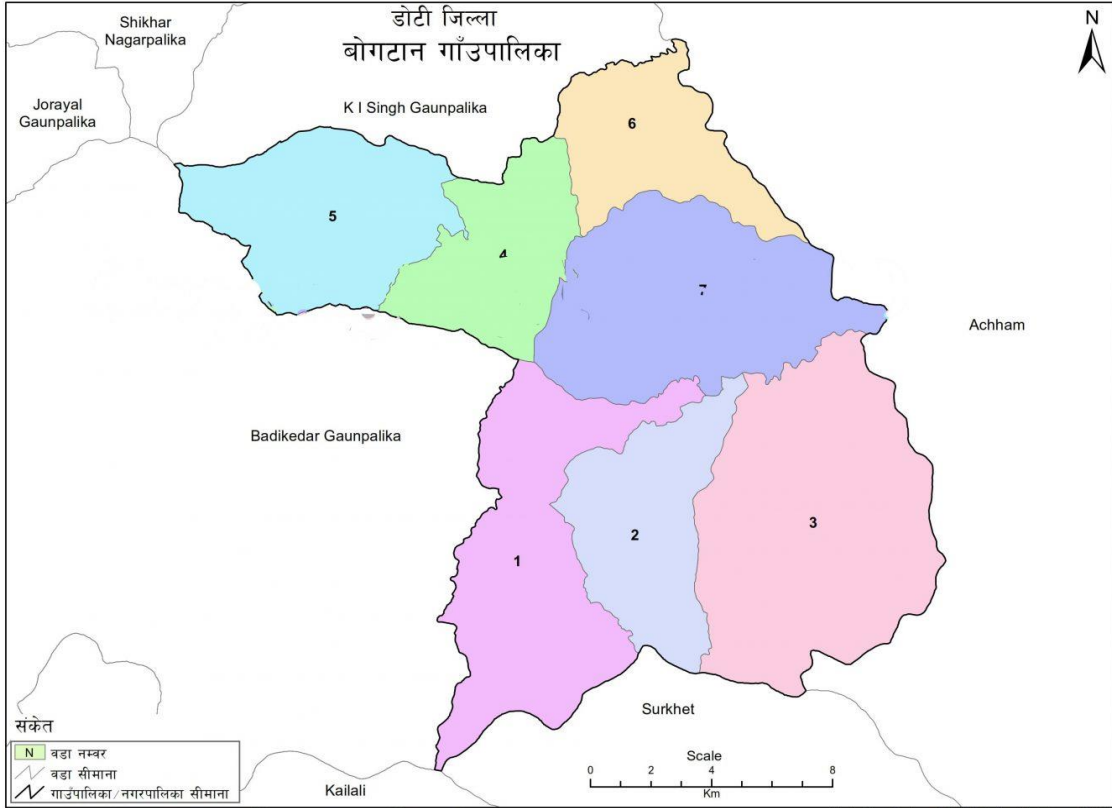 डोटी जिल्ला
बोगटान गाँउपालिका
N
Shikhar
Nagarpalika
Jorayal
Gaunpalika
K I Singh Gaunpalika
6
5
4
7
Achham
Badikedar Gaunpalika
2
3
1
Surkhet
Kailali
संकेत
N वडा नम्बर
वडा सीमाना
गाउँपालिका/नगरपालिका सीमाना
Scale
0 2 4 6 8
Km